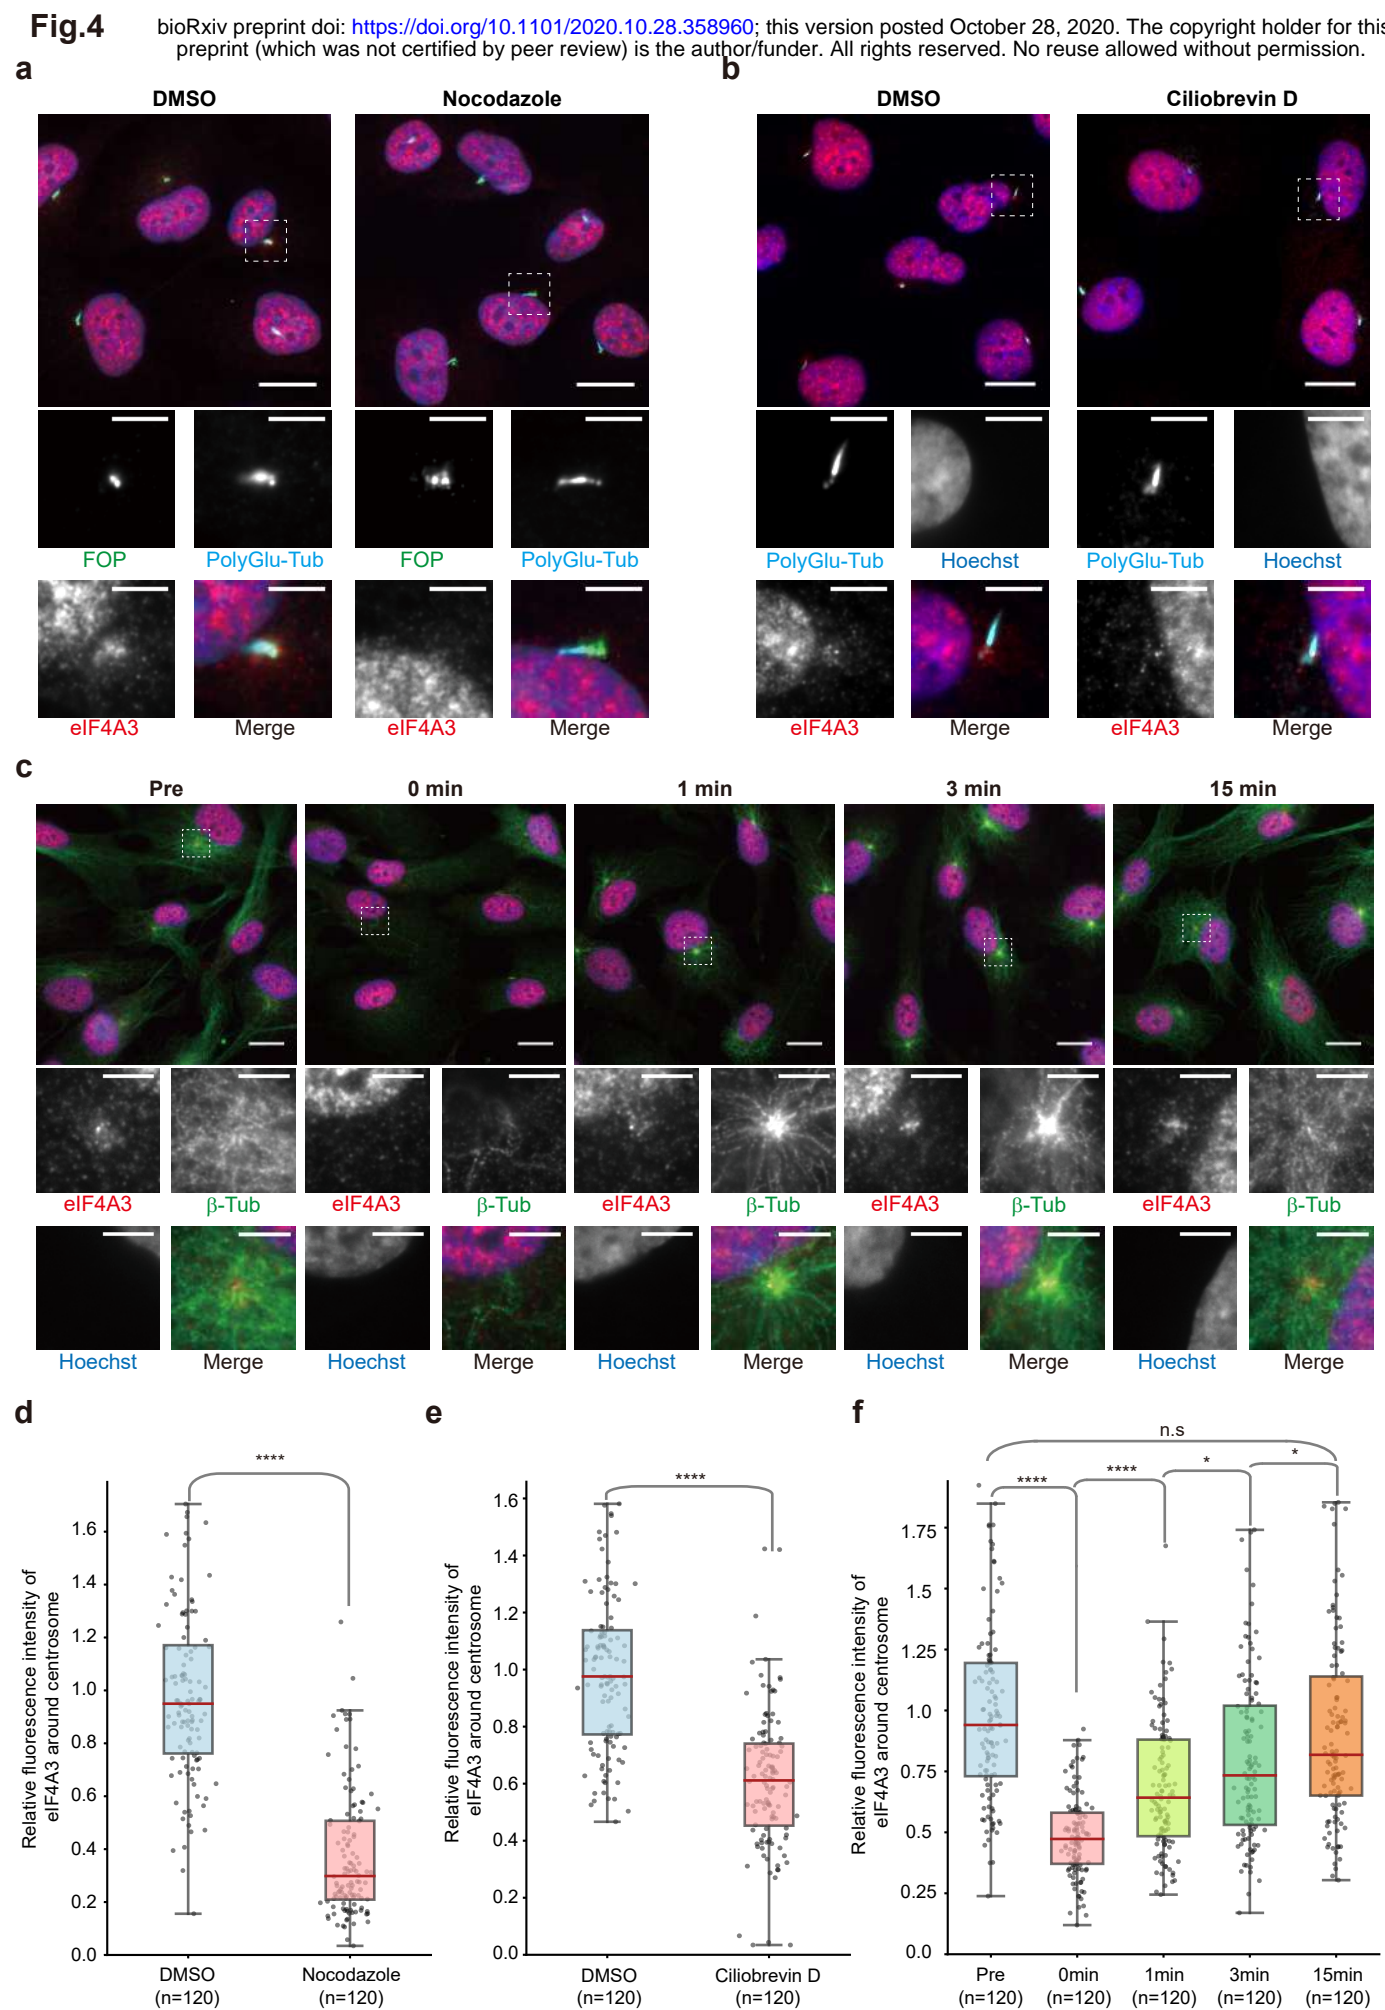 Fig.4
bioRxiv preprint doi: https://doi.org/10.1101/2020.10.28.358960; this version posted October 28, 2020. The copyright holder for this
preprint (which was not certified by peer review) is the author/funder. All rights reserved. No reuse allowed without permission.
a
DMSO Nocodazole
FOP PolyGlu-Tub FOP PolyGlu-Tub
eIF4A3 Merge eIF4A3 Merge
b
DMSO Ciliobrevin D
PolyGlu-Tub Hoechst PolyGlu-Tub Hoechst
eIF4A3 Merge eIF4A3 Merge
c
Pre 0 min 1 min 3 min 15 min
eIF4A3 β-Tub eIF4A3 β-Tub eIF4A3 β-Tub eIF4A3 β-Tub eIF4A3 β-Tub
Hoechst Merge Hoechst Merge Hoechst Merge Hoechst Merge Hoechst Merge
d
****
Relative fluorescence intensity of
eIF4A3 around centrosome
1.6
1.4
1.2
1.0
0.8
0.6
0.4
0.2
0.0
DMSO Nocodazole
(n=120) (n=120)
e
****
Relative fluorescence intensity of
eIF4A3 around centrosome
1.6
1.4
1.2
1.0
0.8
0.6
0.4
0.2
0.0
DMSO Ciliobrevin D
(n=120) (n=120)
f
n.s
**** **** * *
Relative fluorescence intensity of
eIF4A3 around centrosome
1.75
1.5
1.25
1.0
0.75
0.5
0.25
0.0
Pre 0min 1min 3min 15min
(n=120) (n=120) (n=120) (n=120) (n=120)